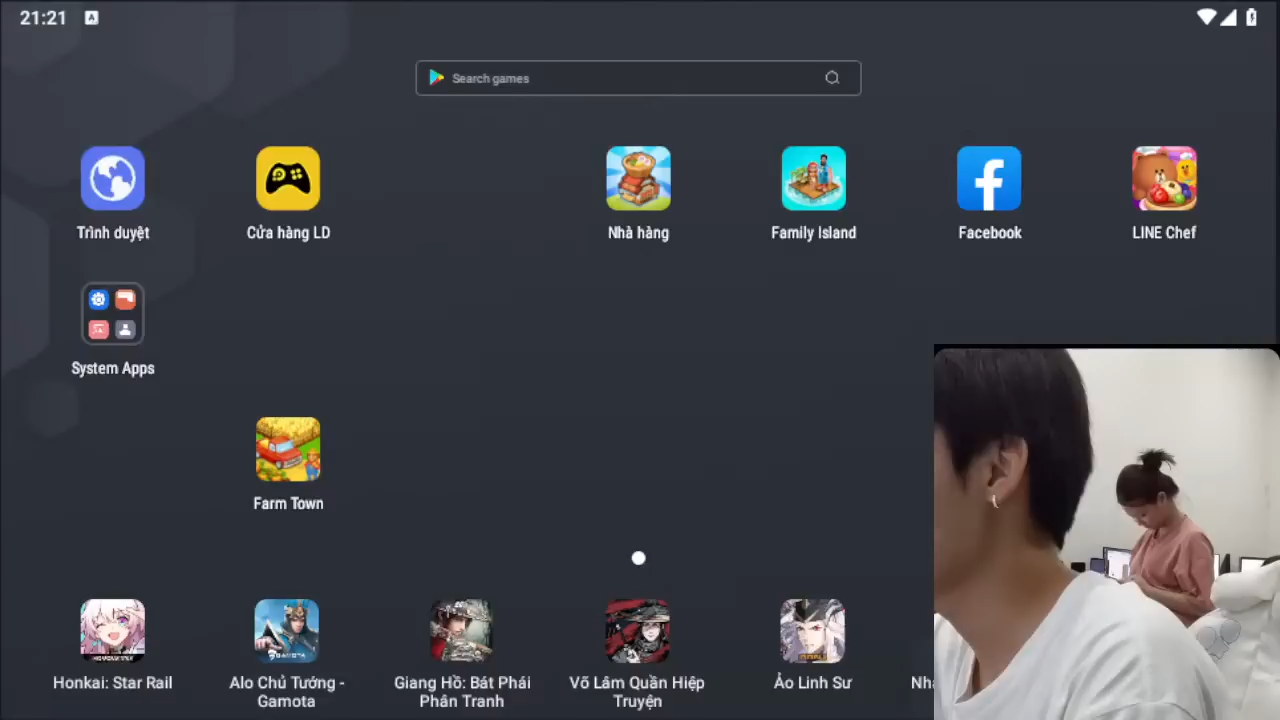 21:21
Search games
Trình duyệt
Cửa hàng LD
Nhà hàng
Family Island
Facebook
LINE Chef
System Apps
Farm Town
Honkai: Star Rail
Alo Chủ Tướng -
Gamota
Giang Hồ: Bát Phái
Phân Tranh
Võ Lâm Quần Hiệp
Truyện
Ảo Linh Sư